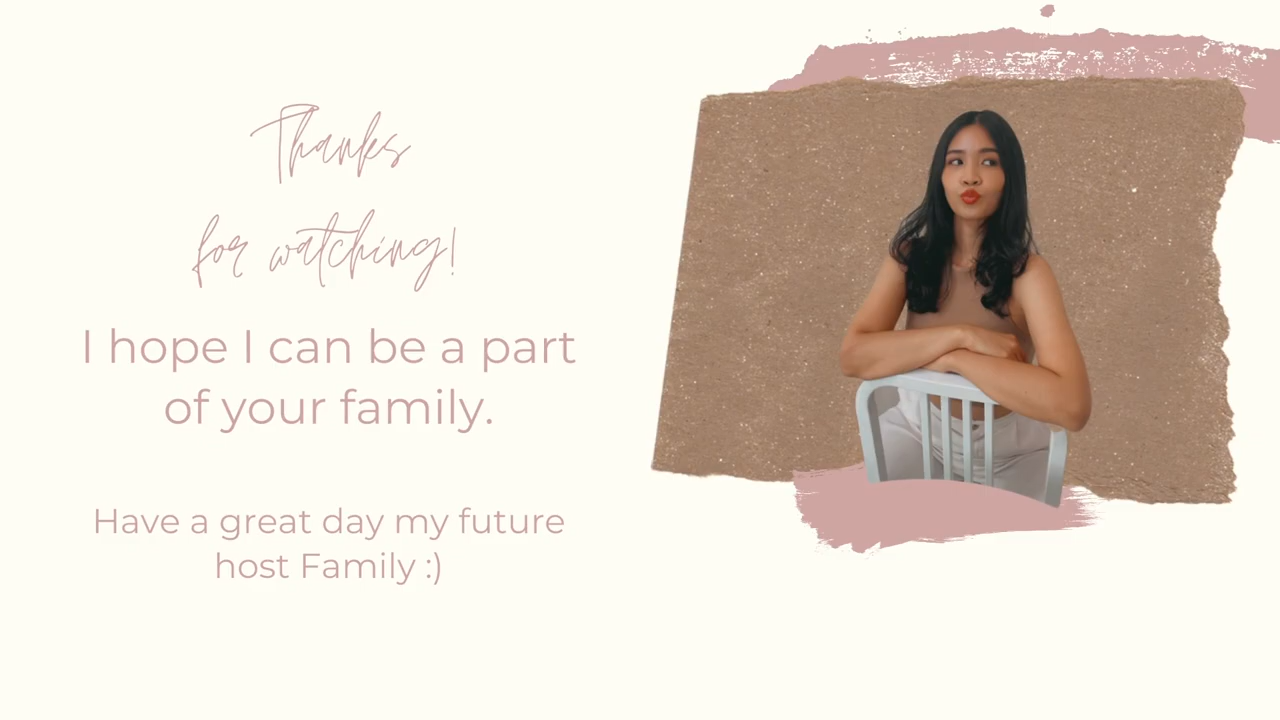 Thanks
for watching!
I hope I can be a part
of your family.
Have a great day my future
host Family :)